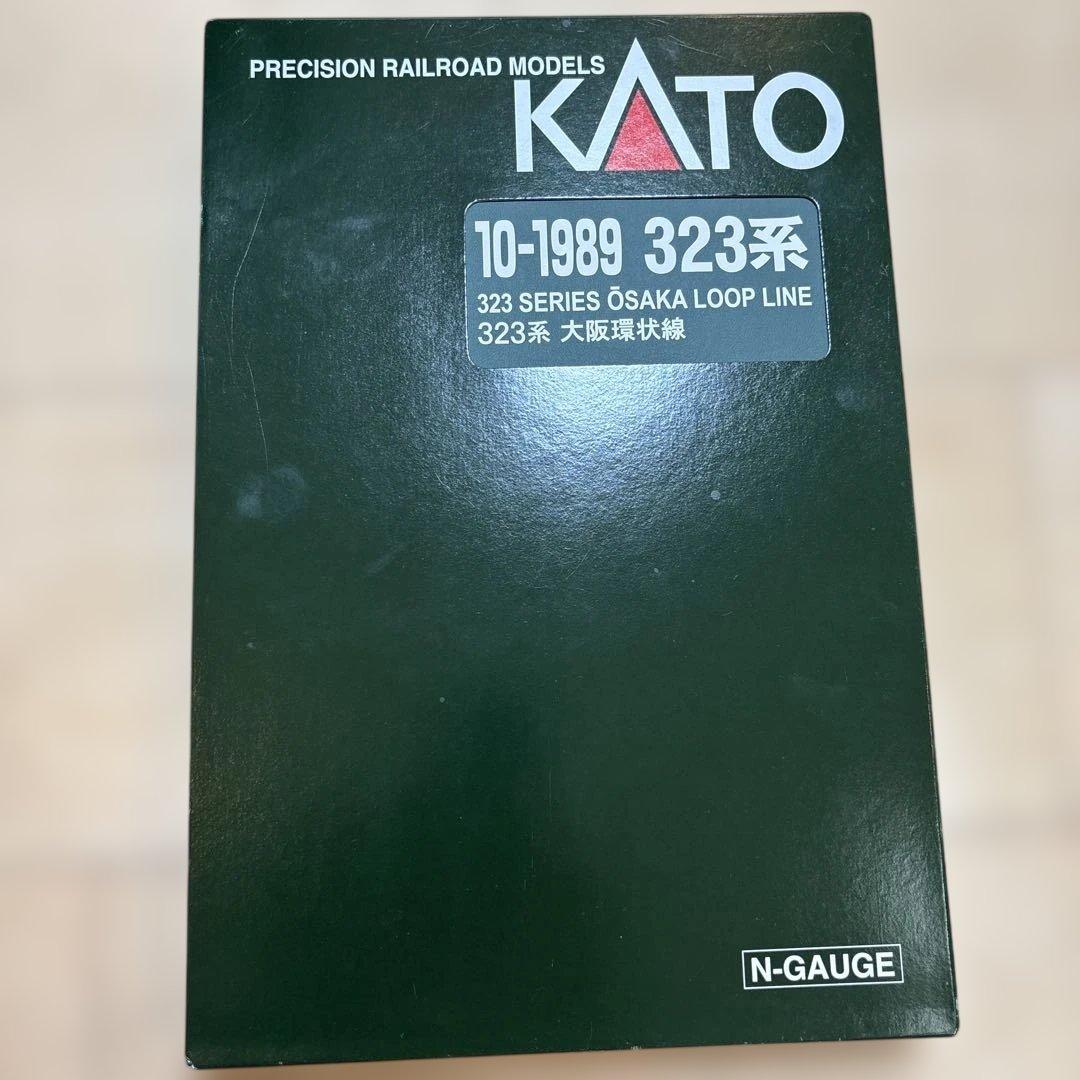 PRECISION RAILROAD MODELS
KATO
10-1989 323系
323 SERIES ŌSAKA LOOP LINE
323系 大阪環状線
N-GAUGE